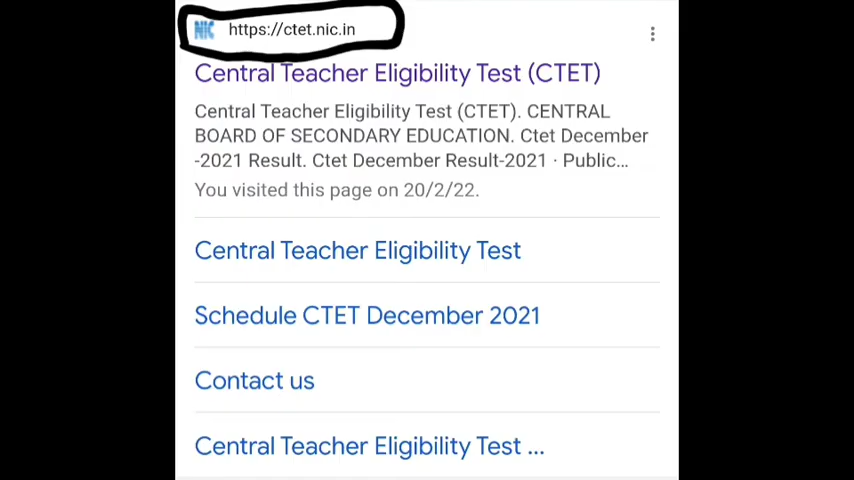 NIC https://ctet.nic.in
Central Teacher Eligibility Test (CTET)
Central Teacher Eligibility Test (CTET). CENTRAL
BOARD OF SECONDARY EDUCATION. Ctet December
-2021 Result. Ctet December Result-2021 · Public...
You visited this page on 20/2/22.
Central Teacher Eligibility Test
Schedule CTET December 2021
Contact us
Central Teacher Eligibility Test ...